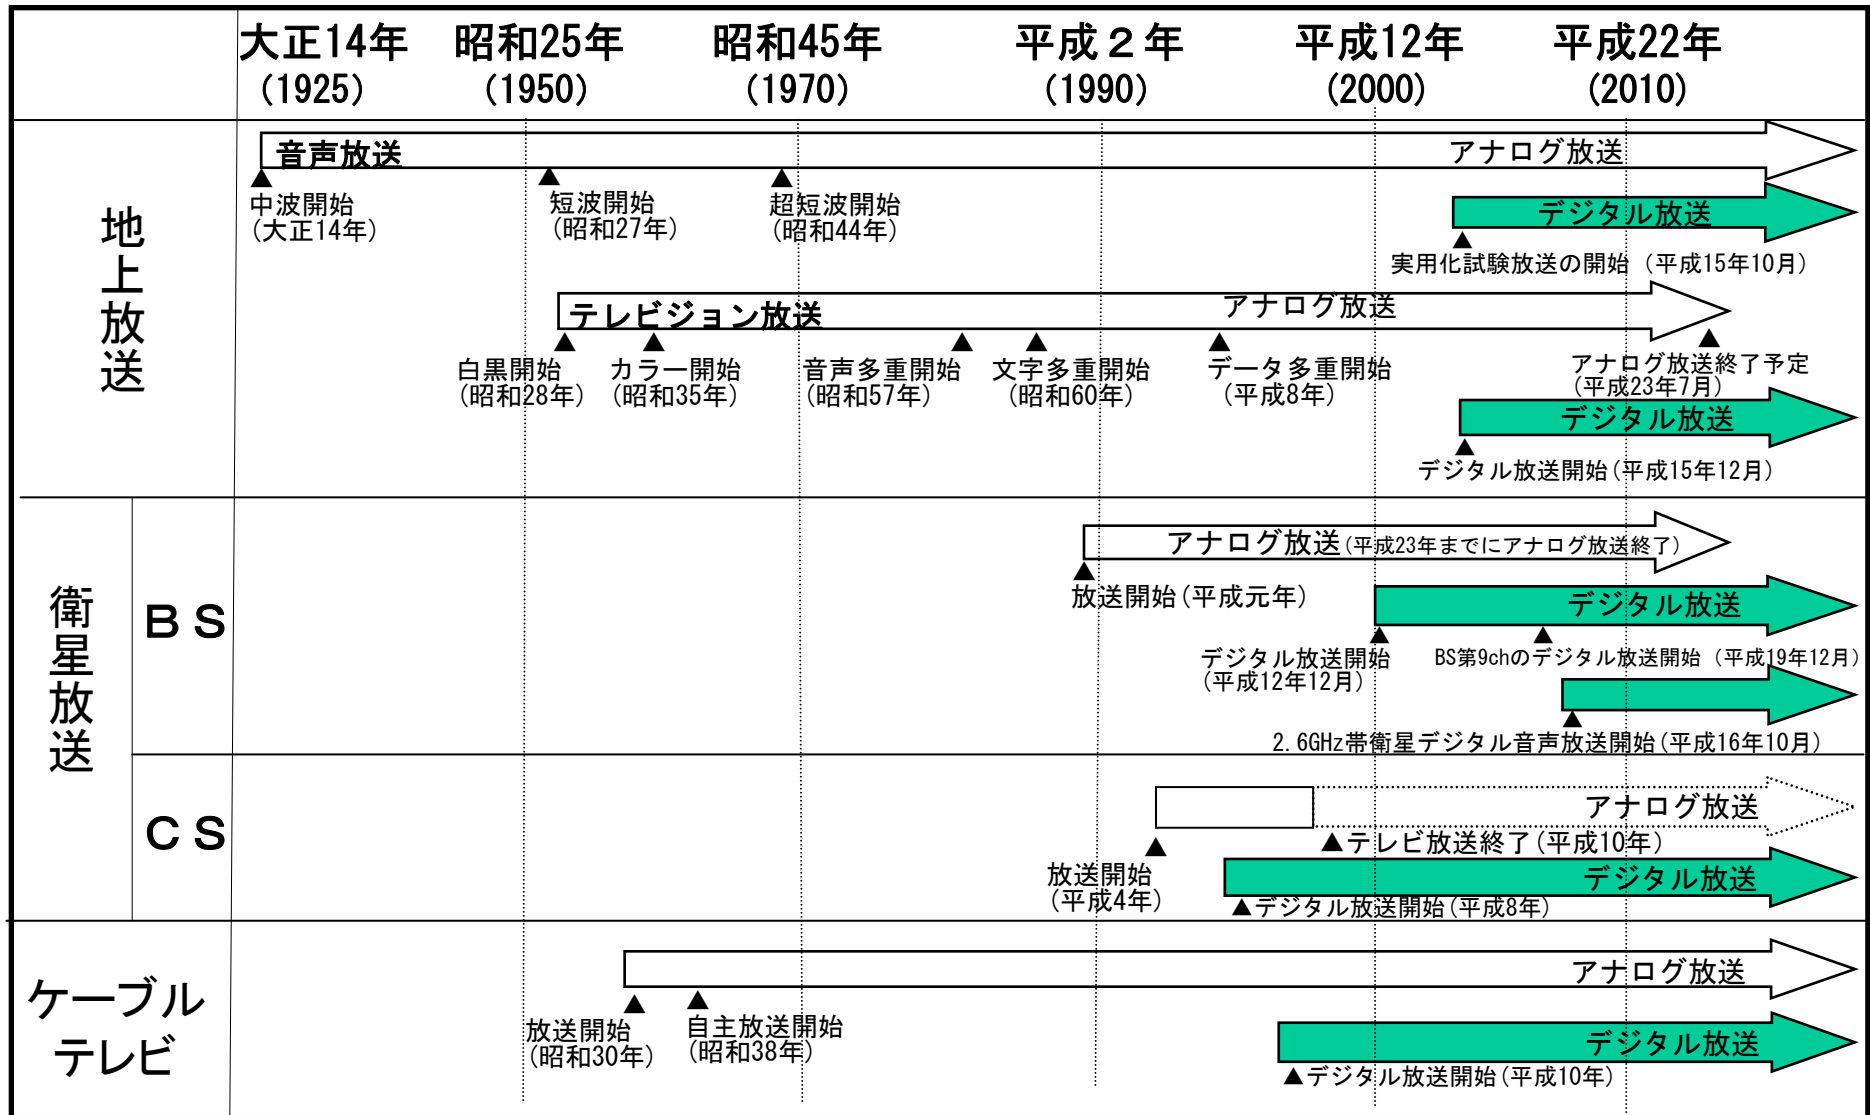 大正14年 昭和25年 昭和45年 平成２年 平成12年 平成22年
(1925) (1950) (1970) (1990) (2000) (2010)
地上放送
音声放送 アナログ放送
中波開始
(大正14年)
短波開始
(昭和27年)
超短波開始
(昭和44年)
デジタル放送
実用化試験放送の開始（平成15年10月）
テレビジョン放送 アナログ放送
白黒開始
(昭和28年)
カラー開始
(昭和35年)
音声多重開始
(昭和57年)
文字多重開始
(昭和60年)
データ多重開始
(平成8年)
アナログ放送終了予定
(平成23年7月)
デジタル放送
デジタル放送開始(平成15年12月)
衛星放送
ＢＳ
アナログ放送(平成23年までにアナログ放送終了)
放送開始(平成元年)
デジタル放送
デジタル放送開始
(平成12年12月)
BS第9chのデジタル放送開始（平成19年12月)
2.6GHz帯衛星デジタル音声放送開始(平成16年10月)
ＣＳ
アナログ放送
放送開始
(平成4年)
▲テレビ放送終了(平成10年)
デジタル放送
▲デジタル放送開始(平成8年)
ケーブル
テレビ
アナログ放送
放送開始
(昭和30年)
自主放送開始
(昭和38年)
デジタル放送
▲デジタル放送開始(平成10年)